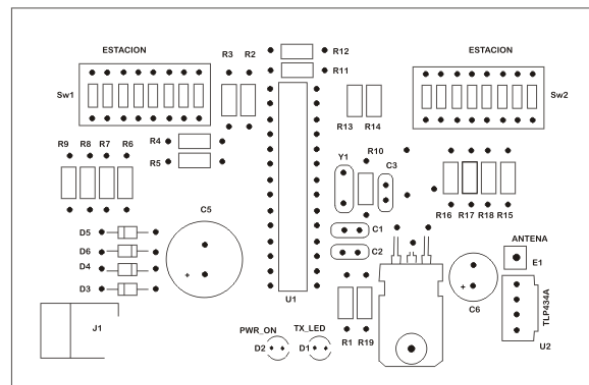 ESTACION
ESTACION
R3 R2
R12
R11
Sw1
Sw2
R13 R14
R4
R5
R9 R8 R7 R6
R10
Y1
C3
R16 R17 R18 R15
C5
D5
D6
D4
D3
C1
C2
ANTENA
E1
TLP434A
U1
C6
J1
PWR_ON
TX_LED
D2
D1
R1 R19
U2